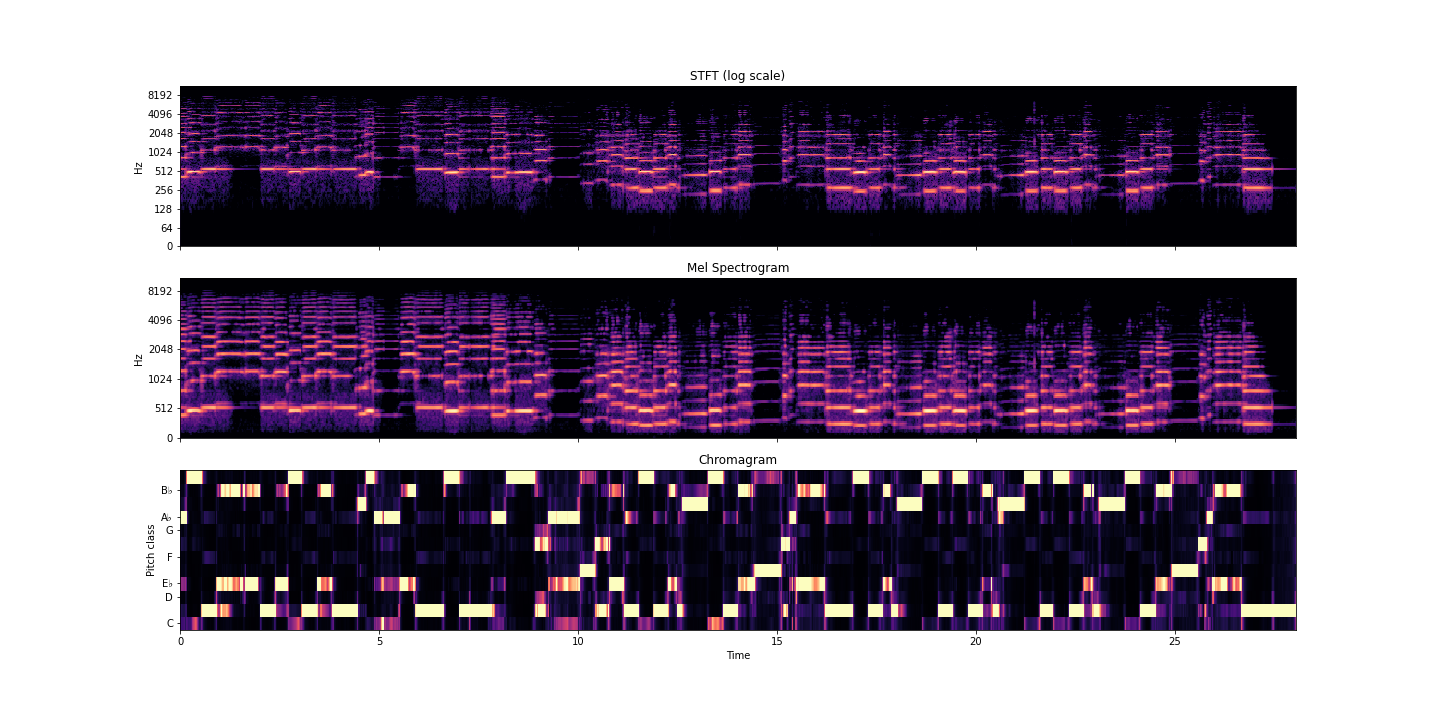 STFT (log scale)
8192
4096
2048
1024
512
256
128
64
0
Hz
Mel Spectrogram
8192
4096
2048
1024
512
0
Hz
Chromagram
B♭
A♭
G
F
E♭
D
C
Pitch class
0 5 10 15 20 25
Time